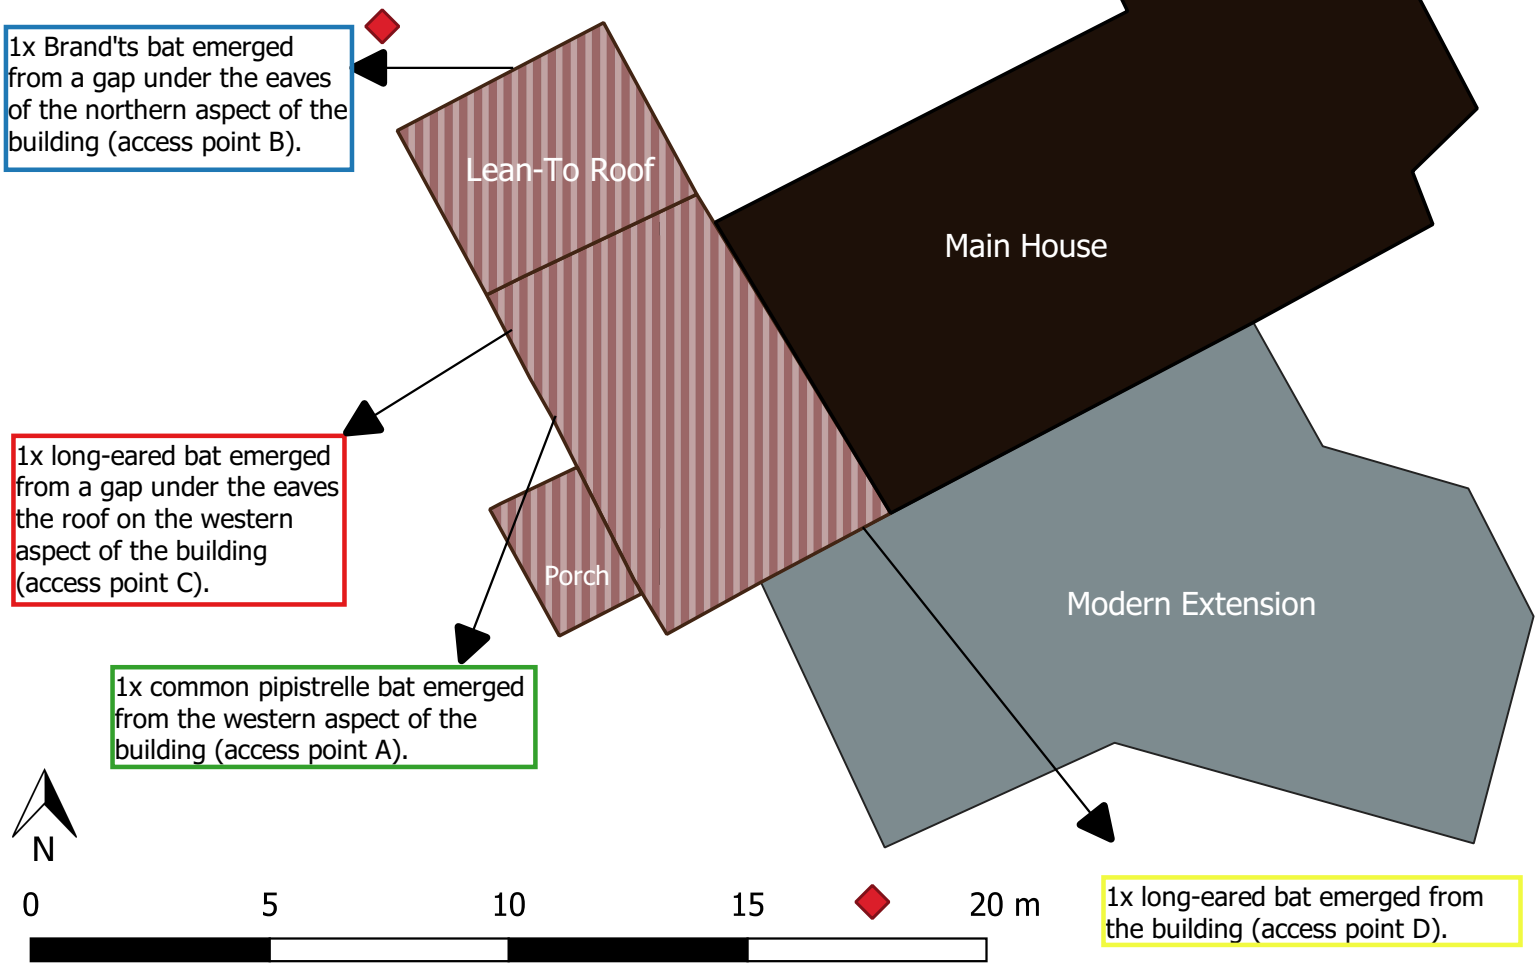 1x Brand'ts bat emerged
from a gap under the eaves
of the northern aspect of the
building (access point B).
Lean-To Roof
Main House
1x long-eared bat emerged
from a gap under the eaves
the roof on the western
aspect of the building
(access point C).
Porch
Modern Extension
1x common pipistrelle bat emerged
from the western aspect of the
building (access point A).
N
0 5 10 15 20 m
1x long-eared bat emerged from
the building (access point D).